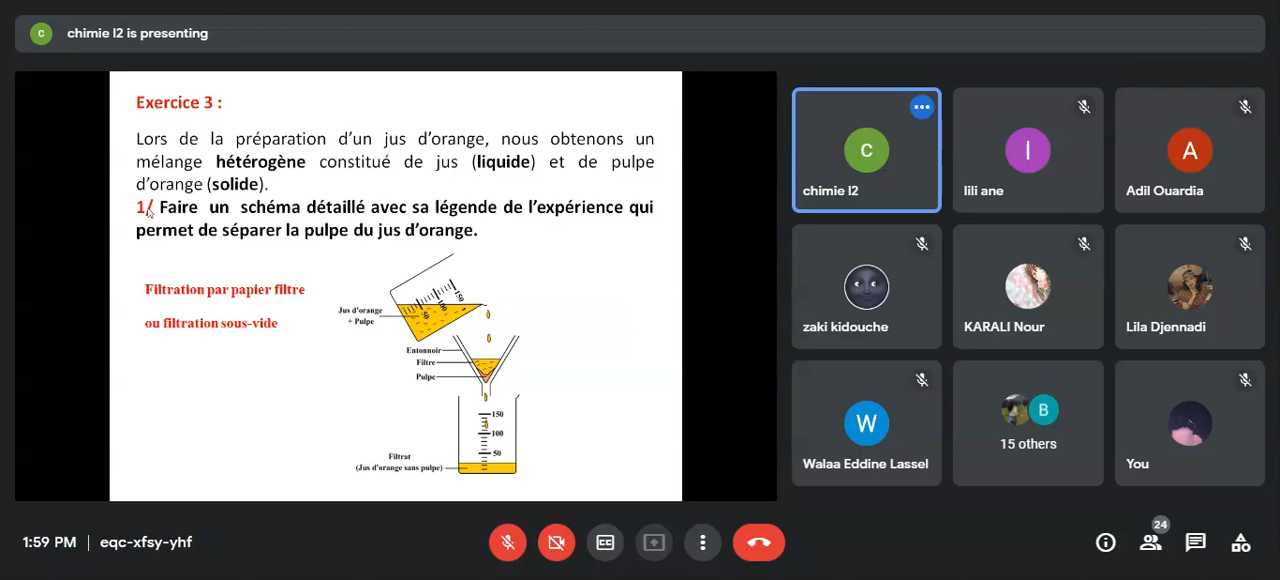 c chimie l2 is presenting
Exercice 3 :
Lors de la préparation d'un jus d'orange, nous obtenons un
mélange hétérogène constitué de jus (liquide) et de pulpe
d'orange (solide).
1/ Faire un schéma détaillé avec sa légende de l'expérience qui
permet de séparer la pulpe du jus d'orange.
Filtration par papier filtre
ou filtration sous-vide
Jus d'orange
+ Pulpe
50 100 150
Entonnoir
Filtre
Pulpe
150
100
50
Filtrat
(Jus d'orange sans pulpe)
c
chimie l2
l
lili ane
A
Adil Ouardia
zaki kidouche
KARALI Nour
Lila Djennadi
W
Walaa Eddine Lassel
B
15 others
You
1:59 PM | eqc-xfsy-yhf
CC
24